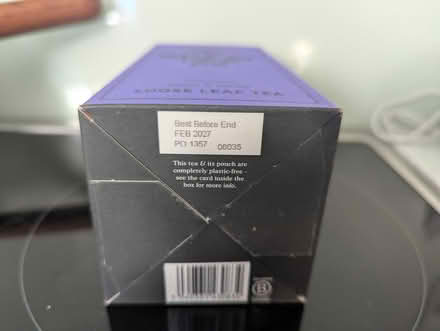 LOOSE LEAF TEA
Best Before End
FEB 2027
PO 1357 08035
This tea & its pouch are
completely plastic-free -
see the card inside the
box for more info.
B